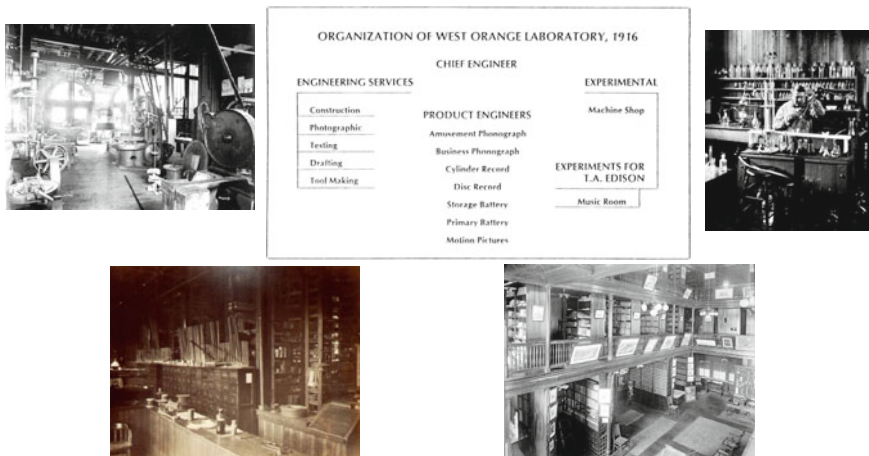 ORGANIZATION OF WEST ORANGE LABORATORY, 1916
CHIEF ENGINEER
ENGINEERING SERVICES
Construction
Photographic
Testing
Drafting
Tool Making
PRODUCT ENGINEERS
Amusement Phonograph
Business Phonograph
Cylinder Record
Disc Record
Storage Battery
Primary Battery
Motion Pictures
EXPERIMENTAL
Machine Shop
EXPERIMENTS FOR
T.A. EDISON
Music Room